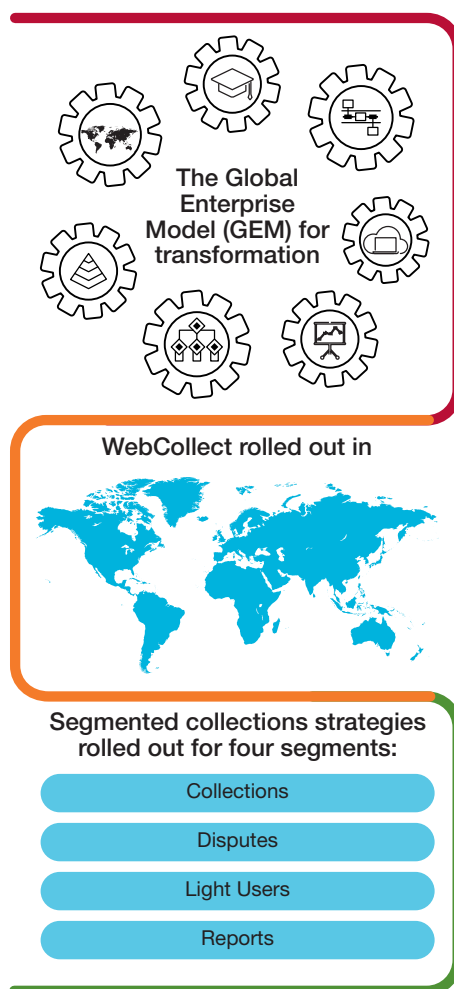 The Global
Enterprise
Model (GEM) for
transformation
WebCollect rolled out in
Segmented collections strategies
rolled out for four segments:
Collections
Disputes
Light Users
Reports